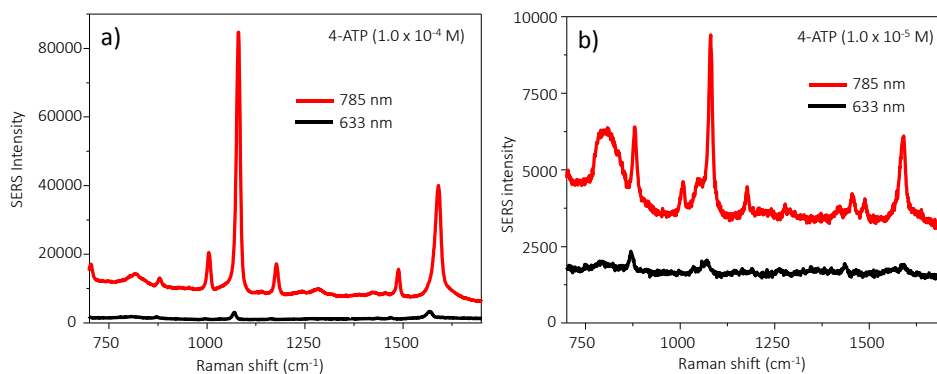 a)
4-ATP (1.0 x 10⁻⁴ M)
785 nm
633 nm
SERS Intensity
80000
60000
40000
20000
0
750
1000
1250
1500
Raman shift (cm⁻¹)
b)
4-ATP (1.0 x 10⁻⁵ M)
785 nm
633 nm
SERS intensity
10000
7500
5000
2500
0
750
1000
1250
1500
Raman shift (cm⁻¹)